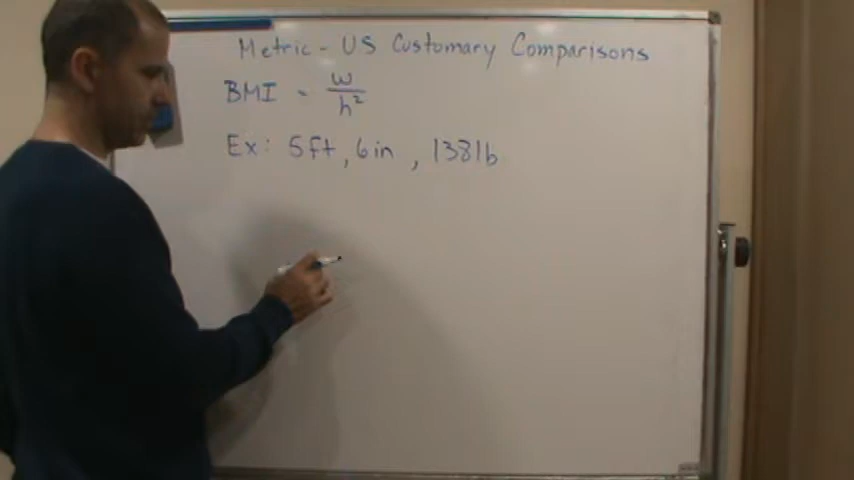 Metric - US Customary Comparisons
BMI = w/h²
Ex: 5ft, 6in, 138lb